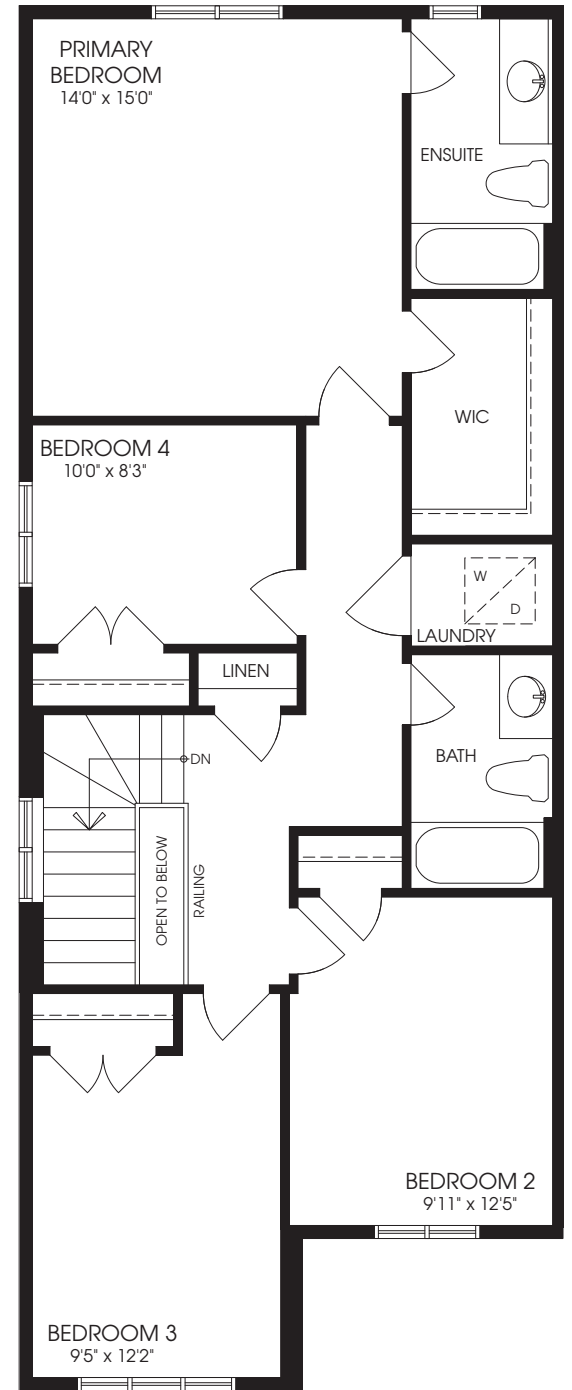 PRIMARY
BEDROOM
14'0" x 15'0"
ENSUITE
WIC
BEDROOM 4
10'0" x 8'3"
W
D
LAUNDRY
LINEN
BATH
DN
OPEN TO BELOW
RAILING
BEDROOM 2
9'11" x 12'5"
BEDROOM 3
9'5" x 12'2"